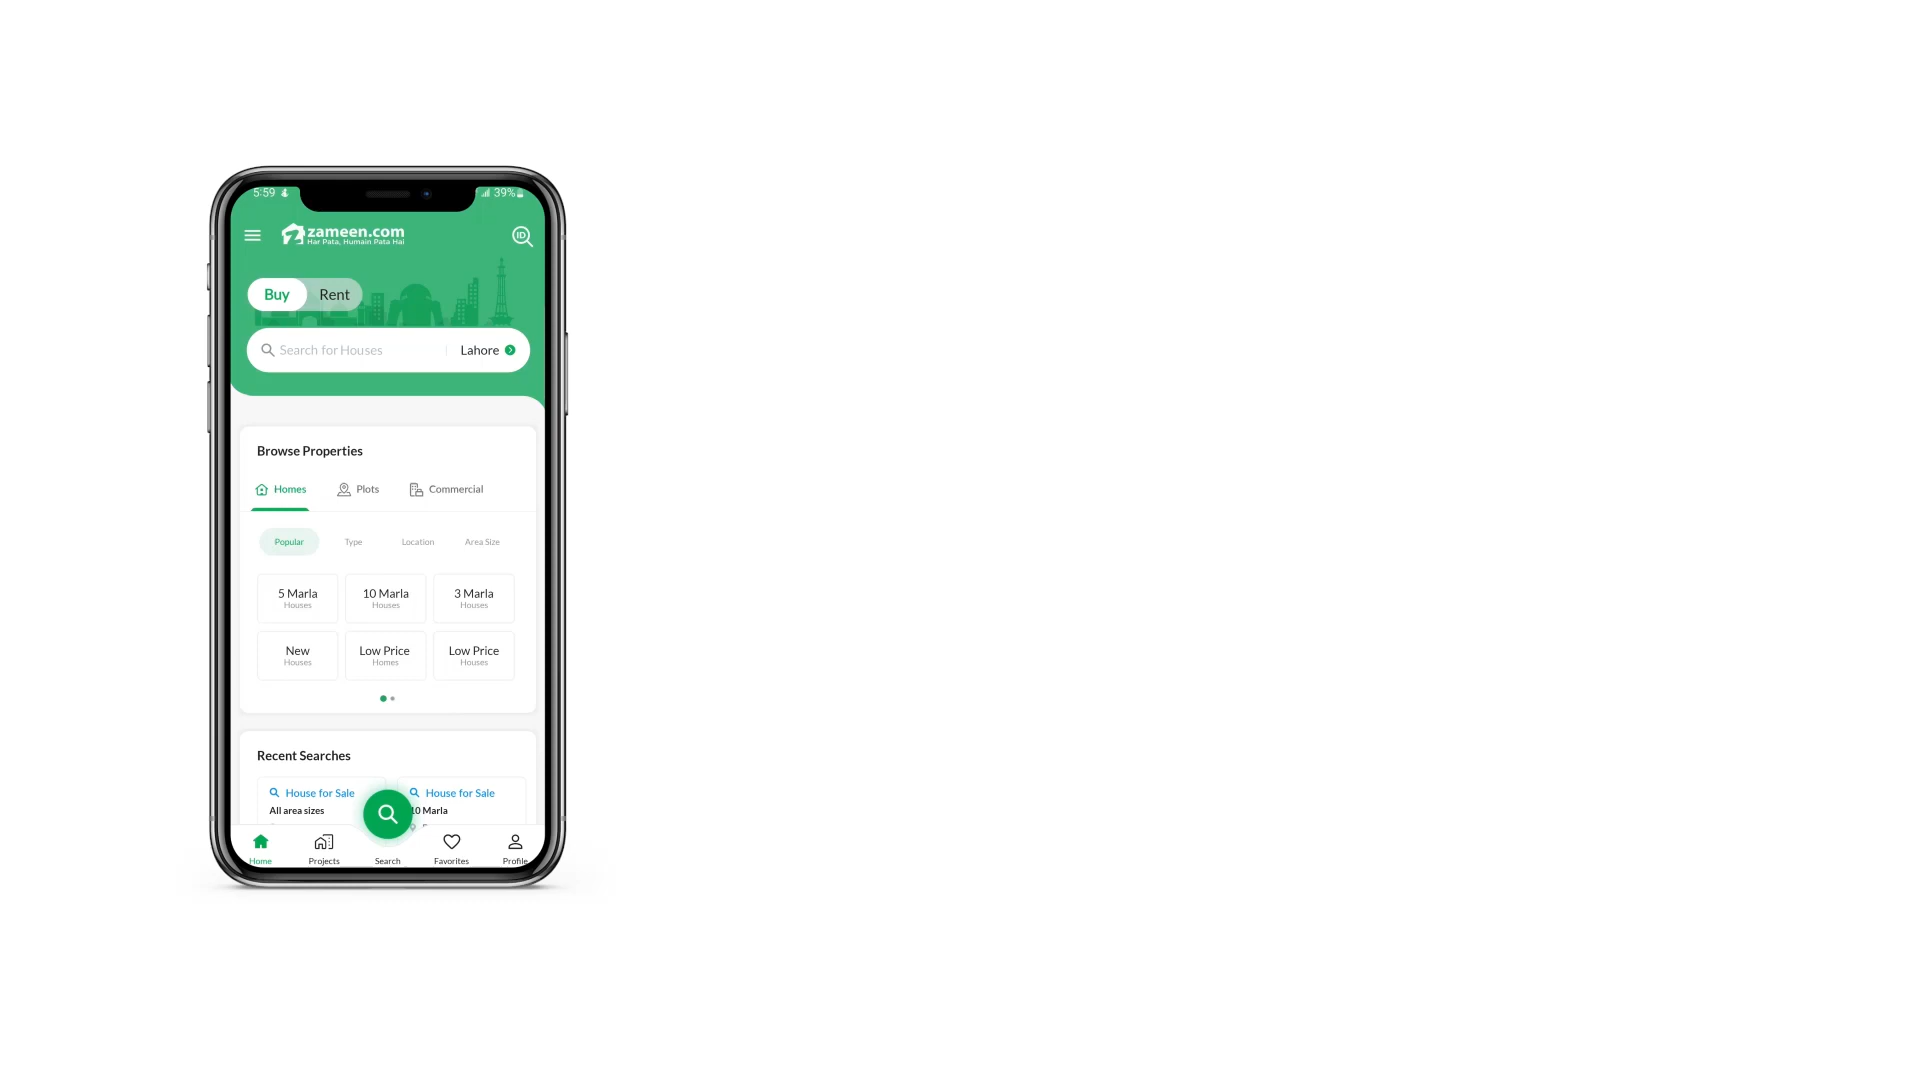 5:59
39%
zameen.com
Har Pata, Humain Pata Hai
ID
Buy Rent
Search for Houses Lahore
Browse Properties
Homes Plots Commercial
Popular Type Location Area Size
5 Marla 10 Marla 3 Marla
Houses Houses Houses
New Low Price Low Price
Houses Homes Houses
Recent Searches
House for Sale House for Sale
All area sizes 10 Marla
Home Projects Search Favorites Profile